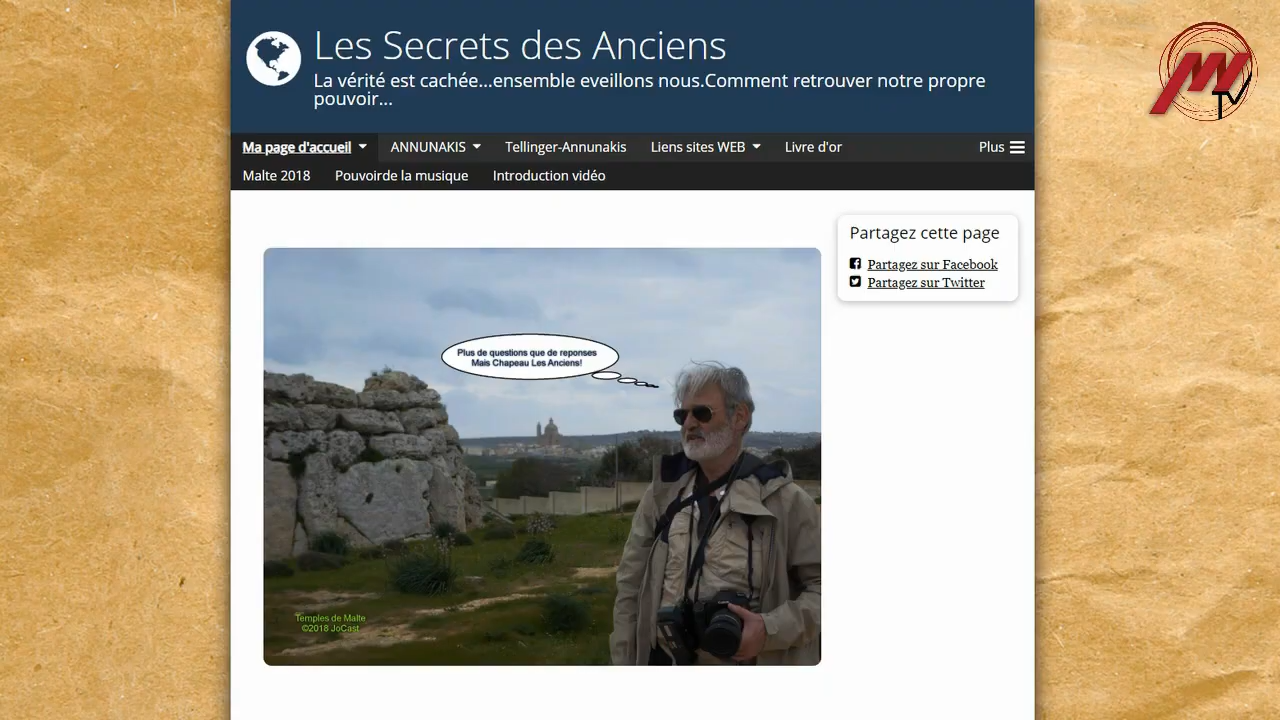 Les Secrets des Anciens
La vérité est cachée...ensemble eveillons nous.Comment retrouver notre propre
pouvoir...
Ma page d'accueil ANNUNAKIS Tellinger-Annunakis Liens sites WEB Livre d'or Plus
Malte 2018 Pouvoirde la musique Introduction vidéo
Partagez cette page
Partagez sur Facebook
Partagez sur Twitter
Plus de questions que de reponses
Mais Chapeau Les Anciens!
Temples de Malte
©2018 JoCast
M TV